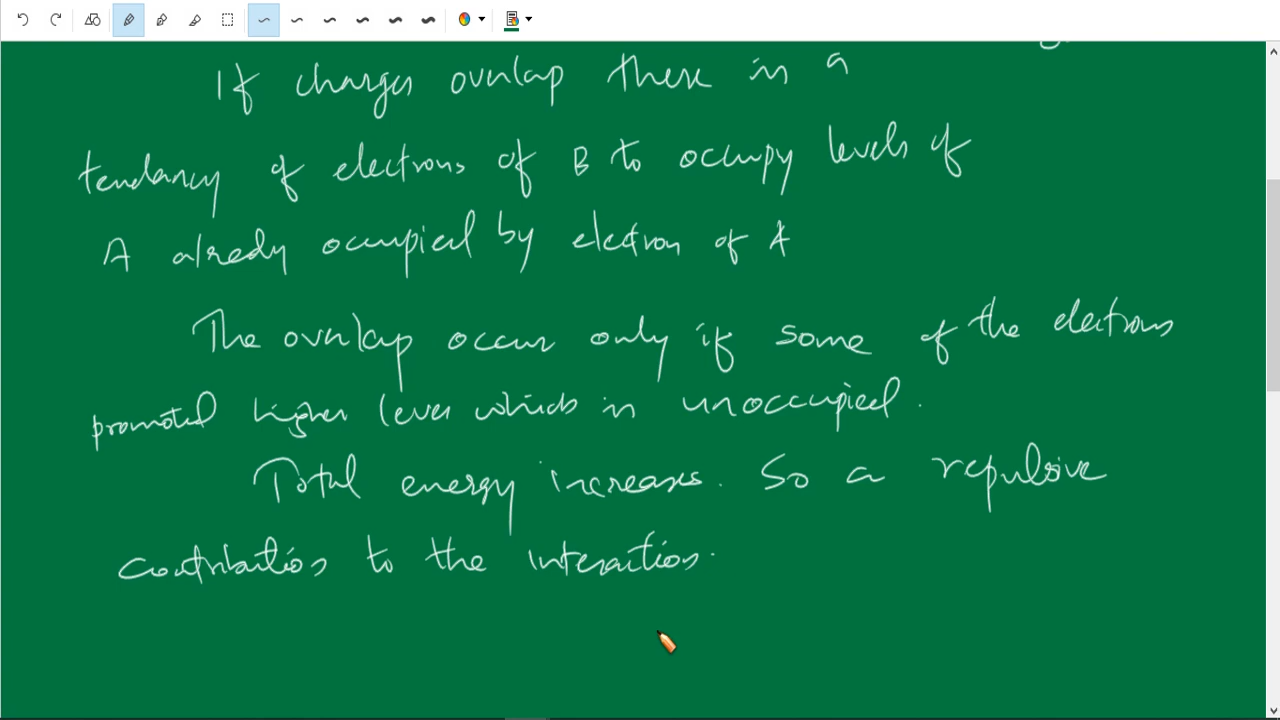 If charges overlap there is a
tendancy of electrons of B to occupy levels of
A already occupied by electron of A
The overlap occur only if some of the electrons
promoted higher level which is unoccupied.
Total energy increases. So a repulsive
contribution to the interaction.